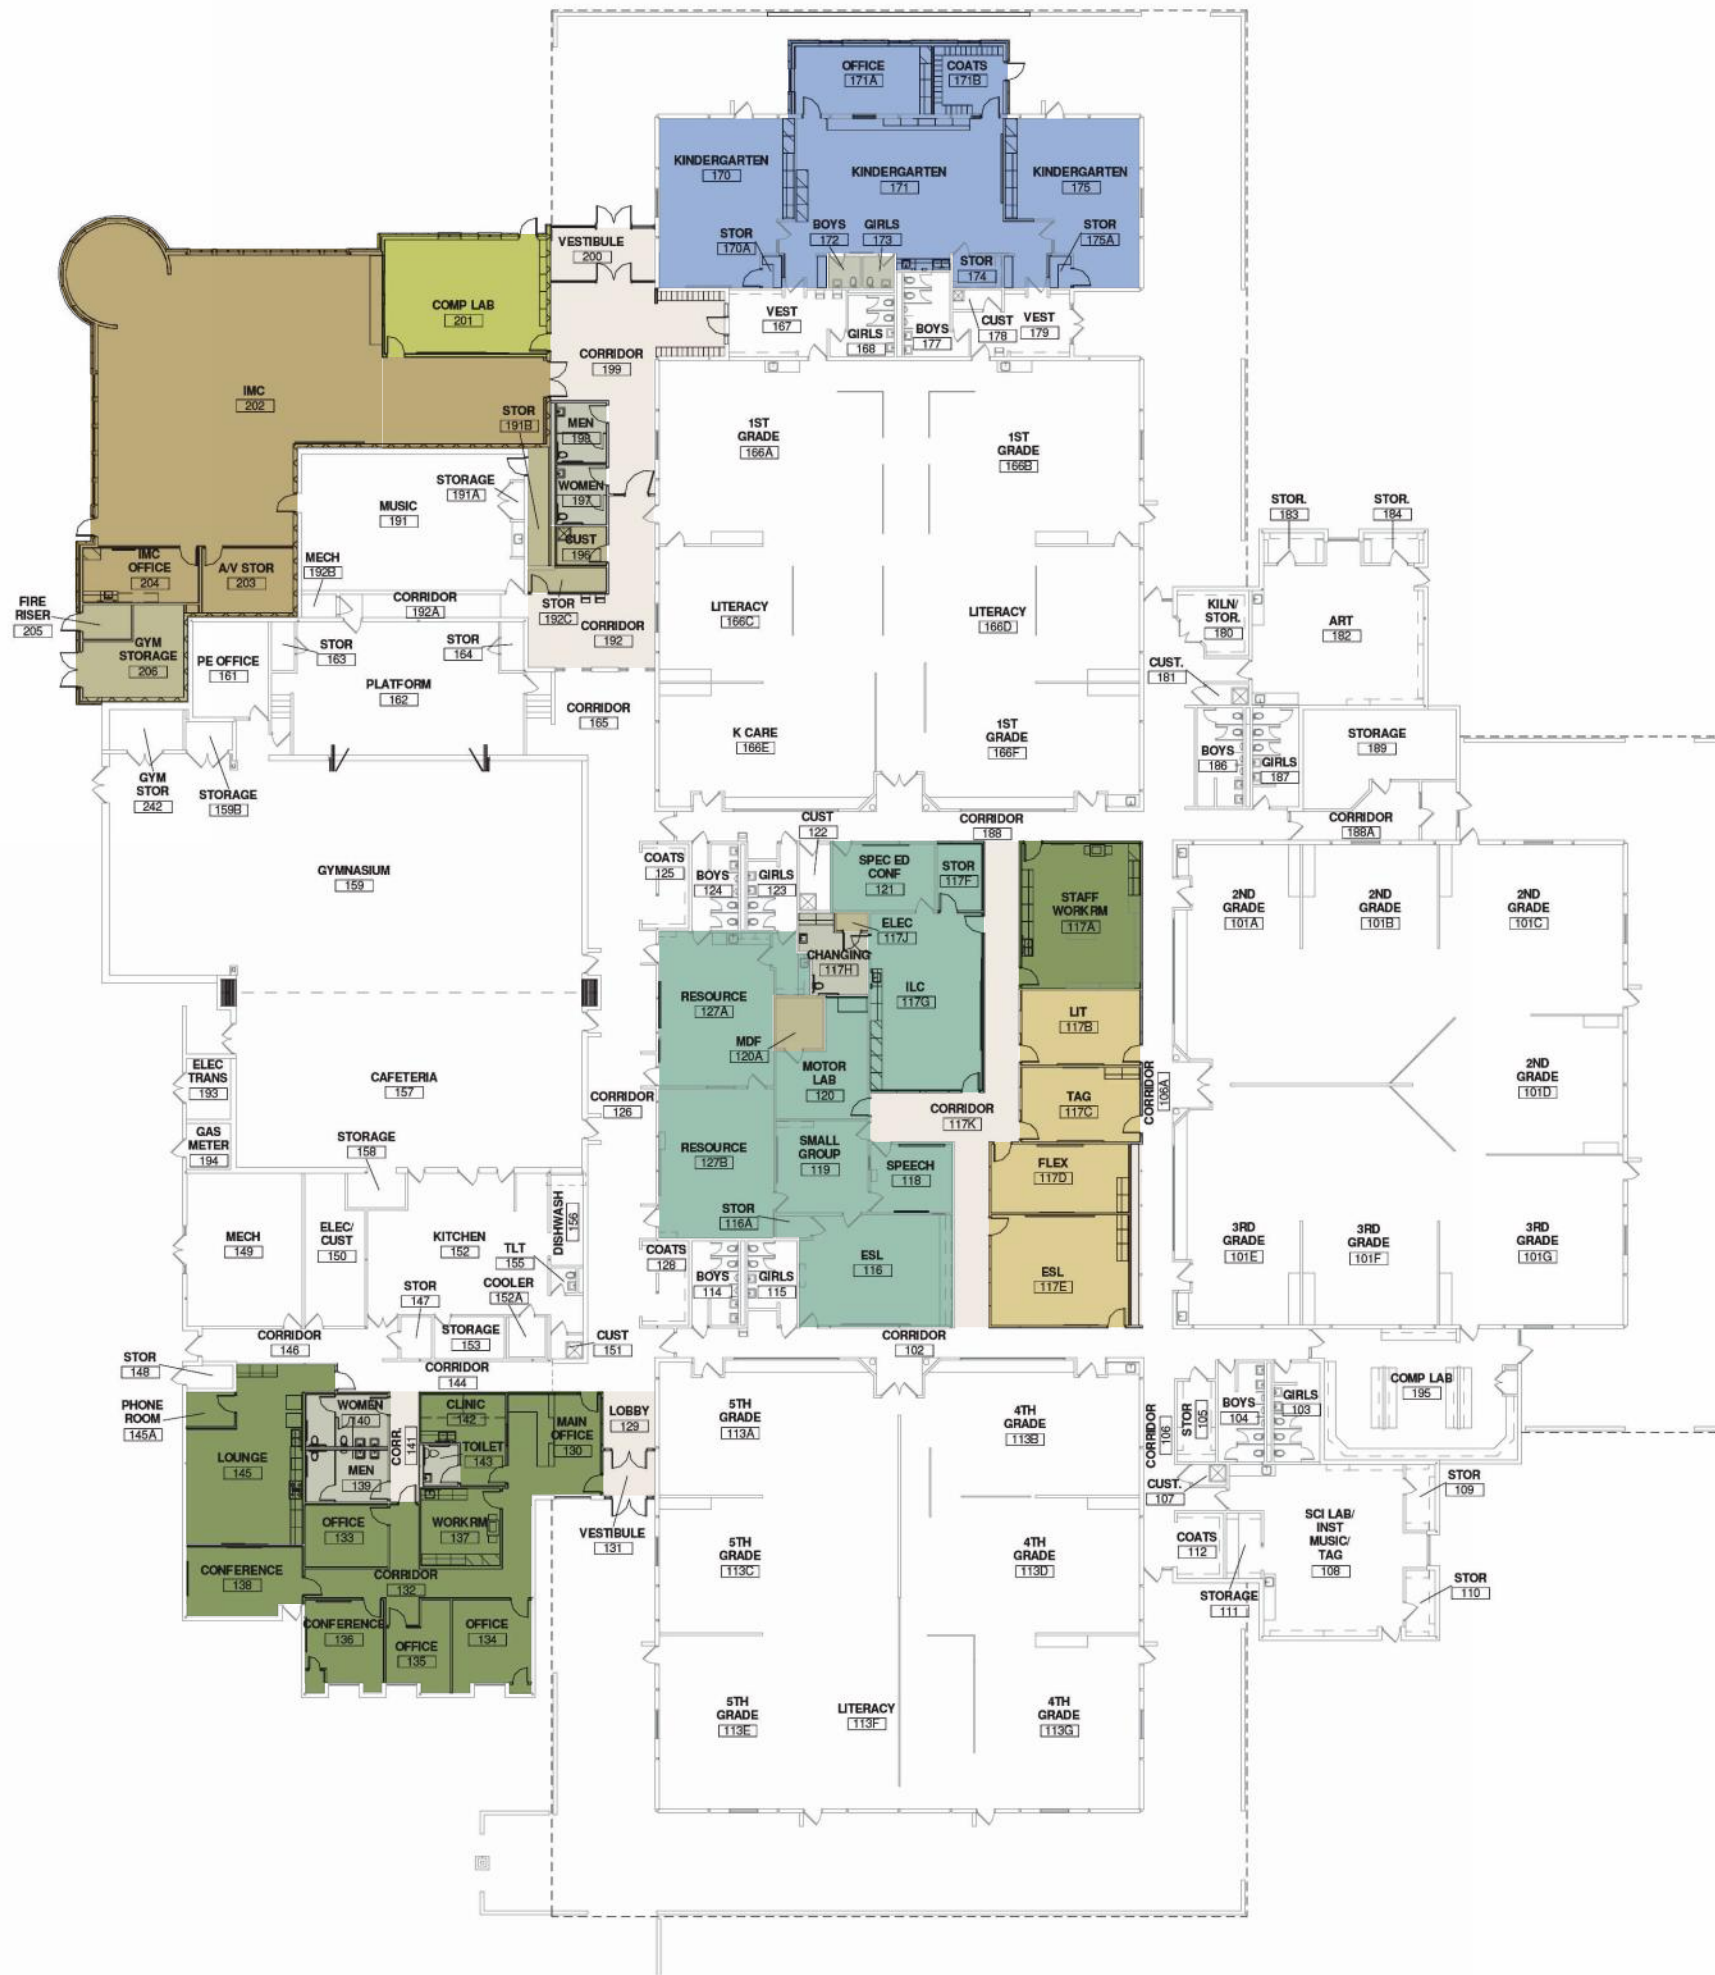 OFFICE
171A
COATS
171B
KINDERGARTEN
170
KINDERGARTEN
171
KINDERGARTEN
175
STOR
170A
BOYS
172
GIRLS
173
STOR
174
STOR
175A
VESTIBULE
200
COMP LAB
201
VEST
167
GIRLS
168
BOYS
177
CUST
178
VEST
179
CORRIDOR
199
IMC
202
STOR
191B
MEN
198
1ST
GRADE
166A
1ST
GRADE
166B
STORAGE
191A
WOMEN
197
MUSIC
191
STOR.
183
STOR.
184
CUST
196
MECH
192B
IMC
OFFICE
204
A/V STOR
203
CORRIDOR
192A
STOR
192C
FIRE
RISER
205
CORRIDOR
192
LITERACY
166C
LITERACY
166D
KILN/
STOR.
180
ART
182
GYM
STORAGE
206
PE OFFICE
161
STOR
163
STOR
164
CUST.
181
PLATFORM
162
CORRIDOR
165
K CARE
166E
1ST
GRADE
166F
BOYS
186
GIRLS
187
STORAGE
189
GYM
STOR
242
STORAGE
159B
CUST
122
CORRIDOR
188
CORRIDOR
188A
GYMNASIUM
159
COATS
125
BOYS
124
GIRLS
123
SPEC ED
CONF
121
STOR
117F
STAFF
WORKRM
117A
2ND
GRADE
101A
2ND
GRADE
101B
2ND
GRADE
101C
ELEC
117J
CHANGING
117H
RESOURCE
127A
ILC
117G
LIT
117B
MDF
120A
MOTOR
LAB
120
ELEC
TRANS
193
CAFETERIA
157
CORRIDOR
126
CORRIDOR
117K
TAG
117C
CORRIDOR
106A
2ND
GRADE
101D
GAS
METER
194
STORAGE
158
RESOURCE
127B
SMALL
GROUP
119
SPEECH
118
FLEX
117D
STOR
116A
MECH
149
ELEC/
CUST
150
KITCHEN
152
DISHWASH
156
TLT
155
COATS
128
BOYS
114
GIRLS
115
ESL
116
ESL
117E
3RD
GRADE
101E
3RD
GRADE
101F
3RD
GRADE
101G
STOR
147
COOLER
152A
STORAGE
153
CUST
151
CORRIDOR
146
CORRIDOR
102
STOR
148
CORRIDOR
144
COMP LAB
195
PHONE
ROOM
145A
WOMEN
140
CORR.
141
CLINIC
142
MAIN
OFFICE
130
LOBBY
129
5TH
GRADE
113A
4TH
GRADE
113B
CORRIDOR
106
STOR
105
BOYS
104
GIRLS
103
LOUNGE
145
MEN
139
TOILET
143
CUST.
107
STOR
109
OFFICE
133
WORKRM
137
VESTIBULE
131
SCI LAB/
INST
MUSIC/
TAG
108
5TH
GRADE
113C
4TH
GRADE
113D
COATS
112
CONFERENCE
138
CORRIDOR
132
STORAGE
111
STOR
110
CONFERENCE
136
OFFICE
135
OFFICE
134
5TH
GRADE
113E
LITERACY
113F
4TH
GRADE
113G